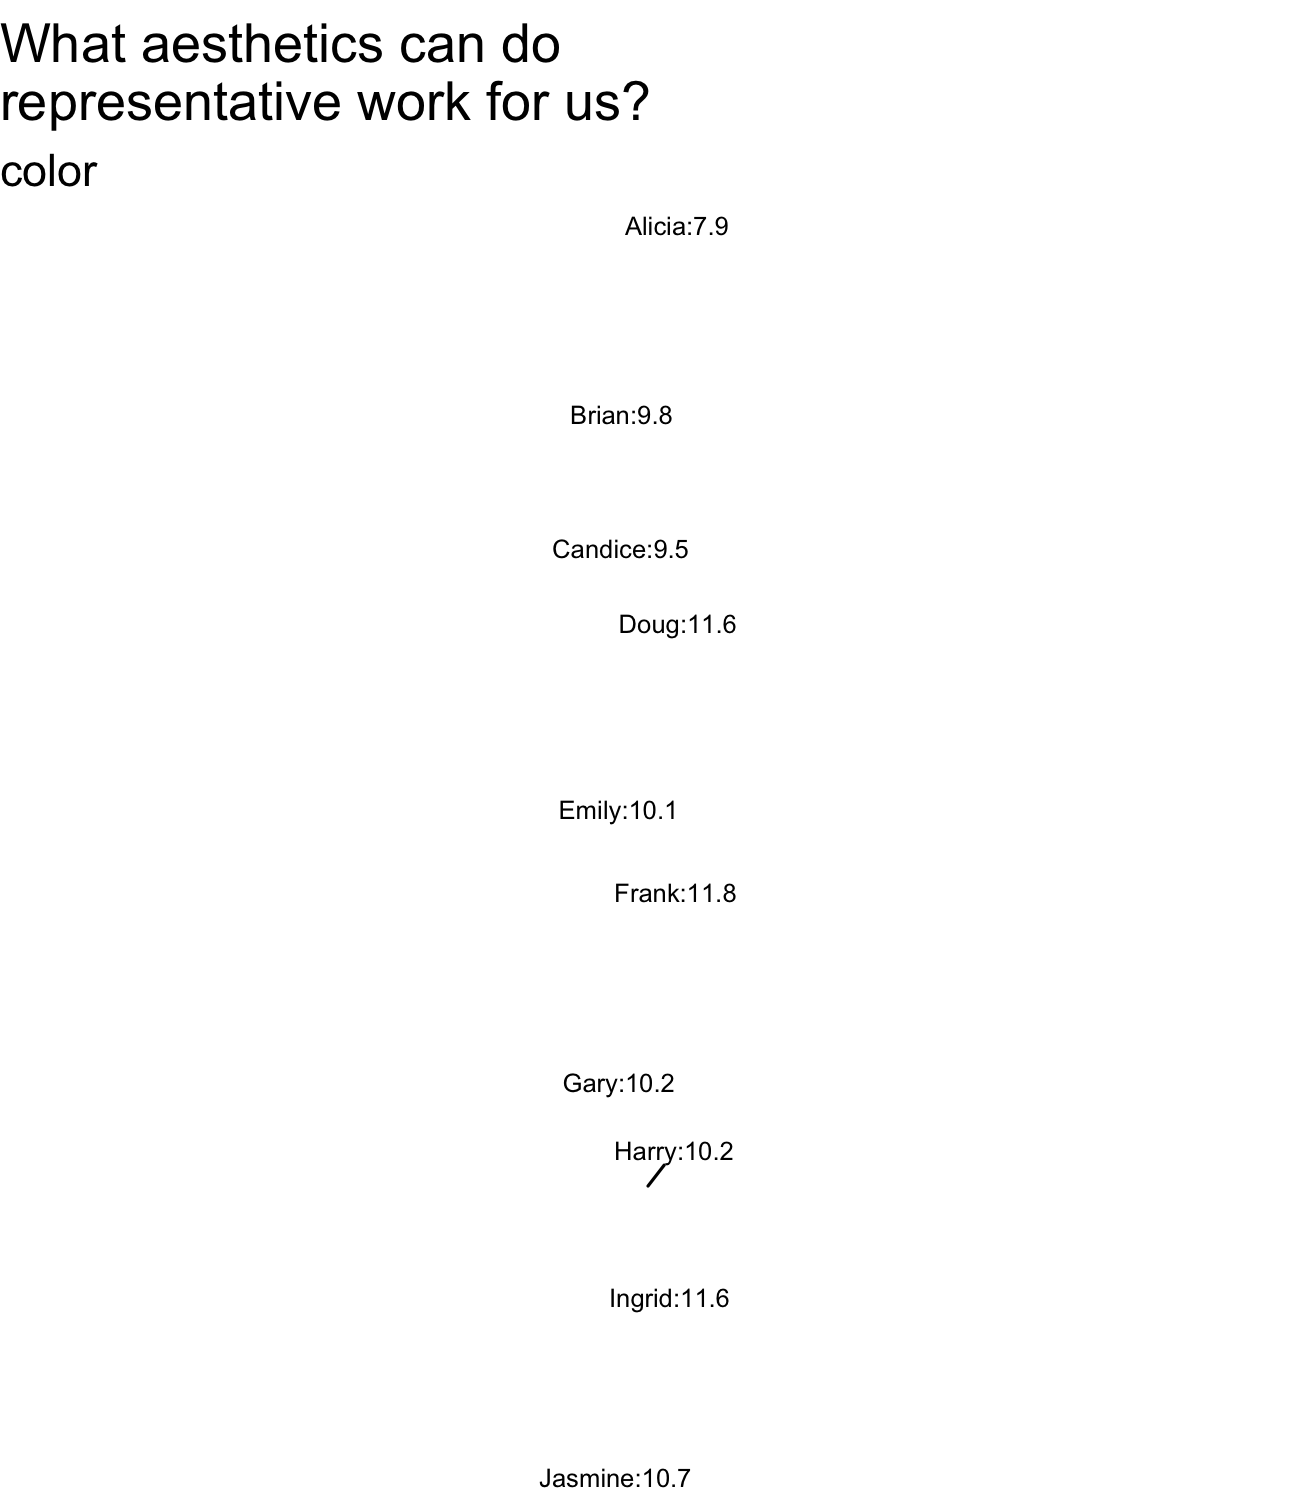 What aesthetics can do
representative work for us?
color
Alicia:7.9
Brian:9.8
Candice:9.5
Doug:11.6
Emily:10.1
Frank:11.8
Gary:10.2
Harry:10.2
Ingrid:11.6
Jasmine:10.7